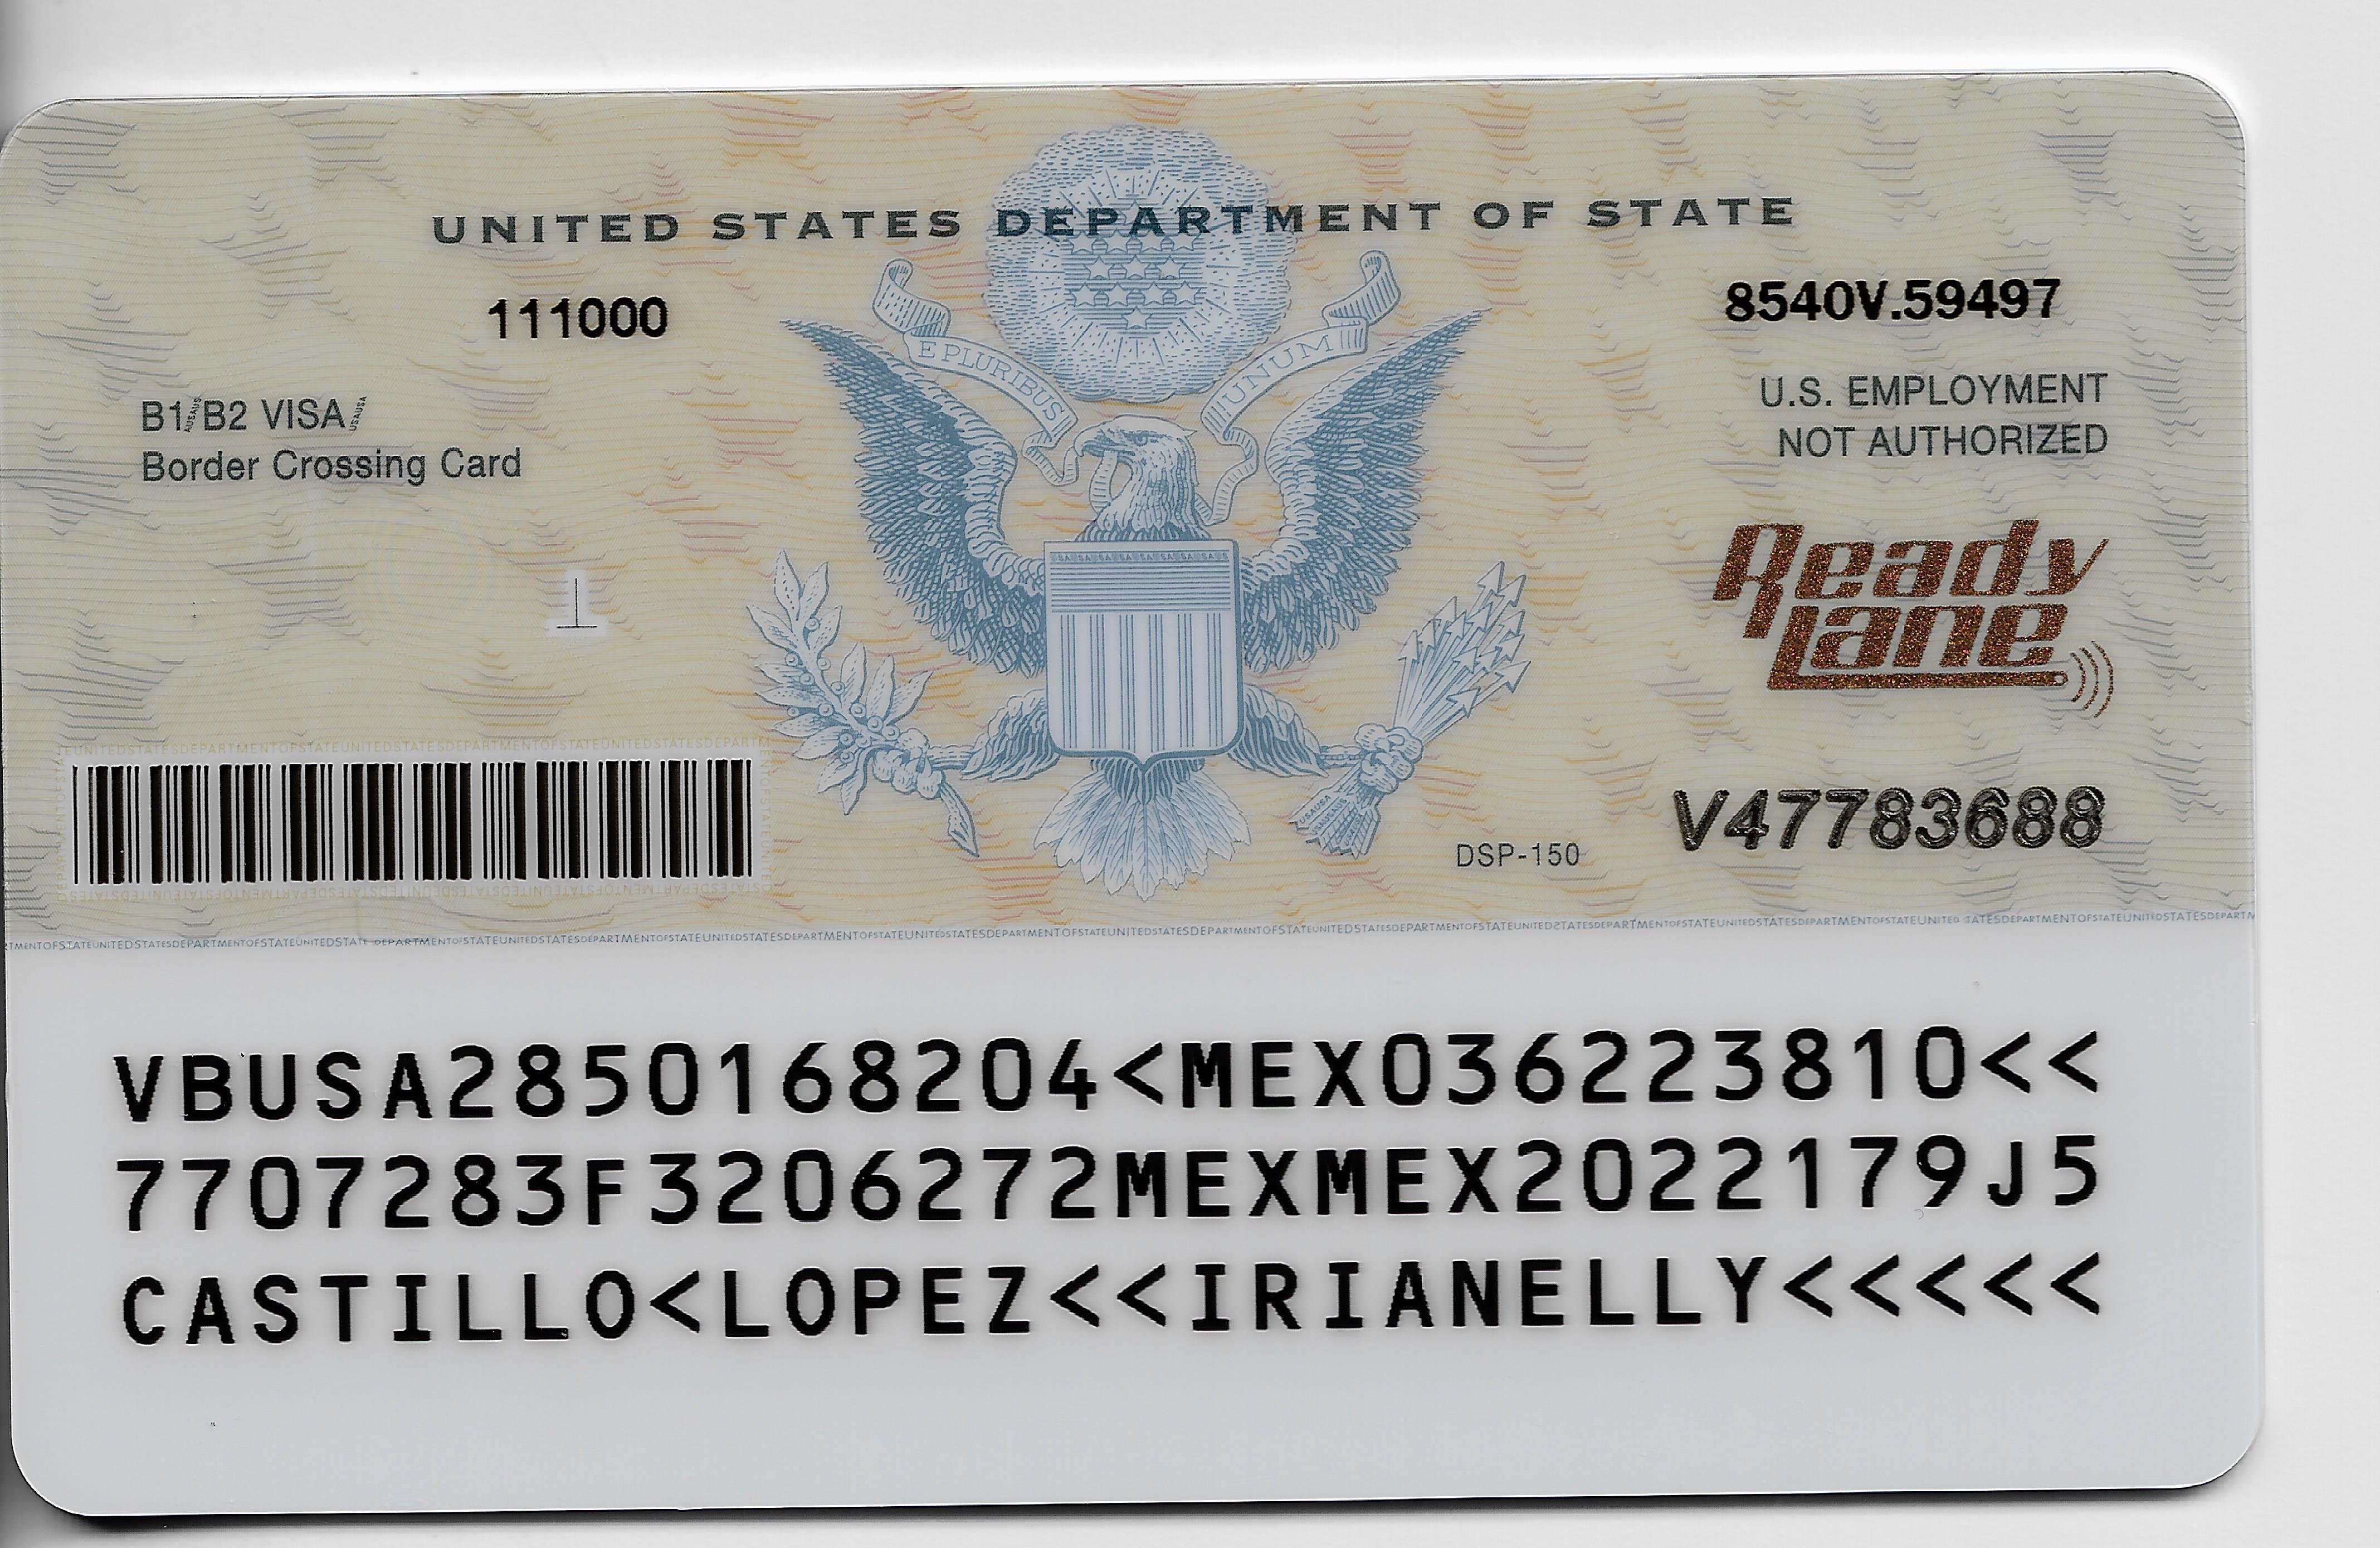 UNITED STATES DEPARTMENT OF STATE
111000
8540V.59497
B1/B2 VISA/
Border Crossing Card
U.S. EMPLOYMENT
NOT AUTHORIZED
E PLURIBUS UNUM
1
Ready
Lane
DSP-150
V47783688
VBUSA2850168204<MEX036223810<<
7707283F3206272MEXMEX2022179J5
CASTILLO<LOPEZ<<IRIANELLY<<<<<